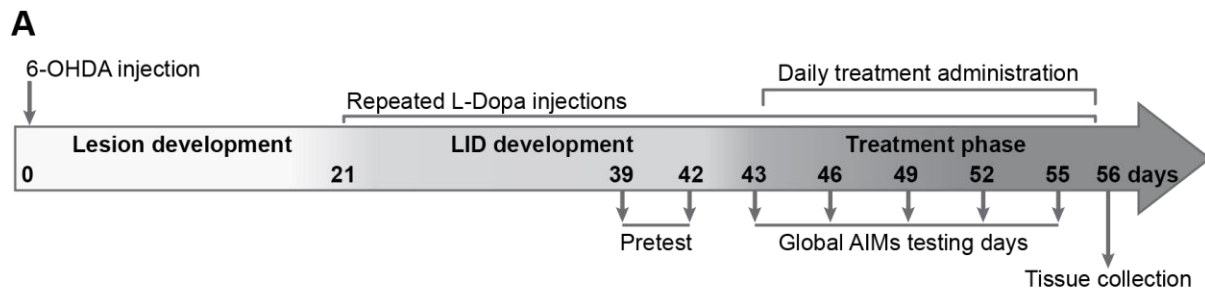 A
6-OHDA injection
Daily treatment administration
Repeated L-Dopa injections
Lesion development LID development Treatment phase
0 21 39 42 43 46 49 52 55 56 days
Pretest Global AIMs testing days
Tissue collection